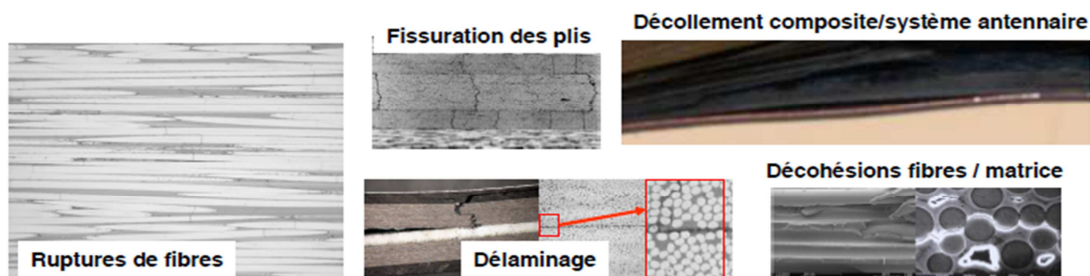 Décollement composite/système antennaire
Fissuration des plis
Décohésions fibres / matrice
Ruptures de fibres
Délaminage